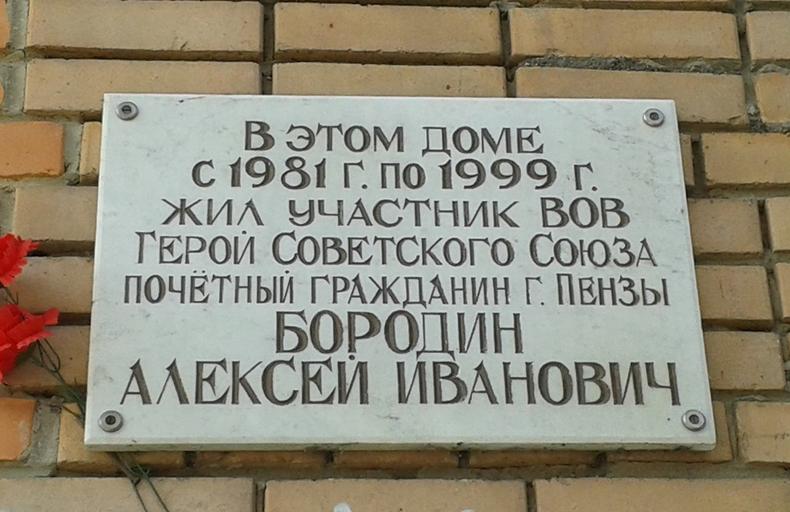 В ЭТОМ ДОМЕ
С 1981 Г. ПО 1999 Г.
ЖИЛ УЧАСТНИК ВОВ
ГЕРОЙ СОВЕТСКОГО СОЮЗА
ПОЧЁТНЫЙ ГРАЖДАНИН Г. ПЕНЗЫ
БОРОДИН
АЛЕКСЕЙ ИВАНОВИЧ